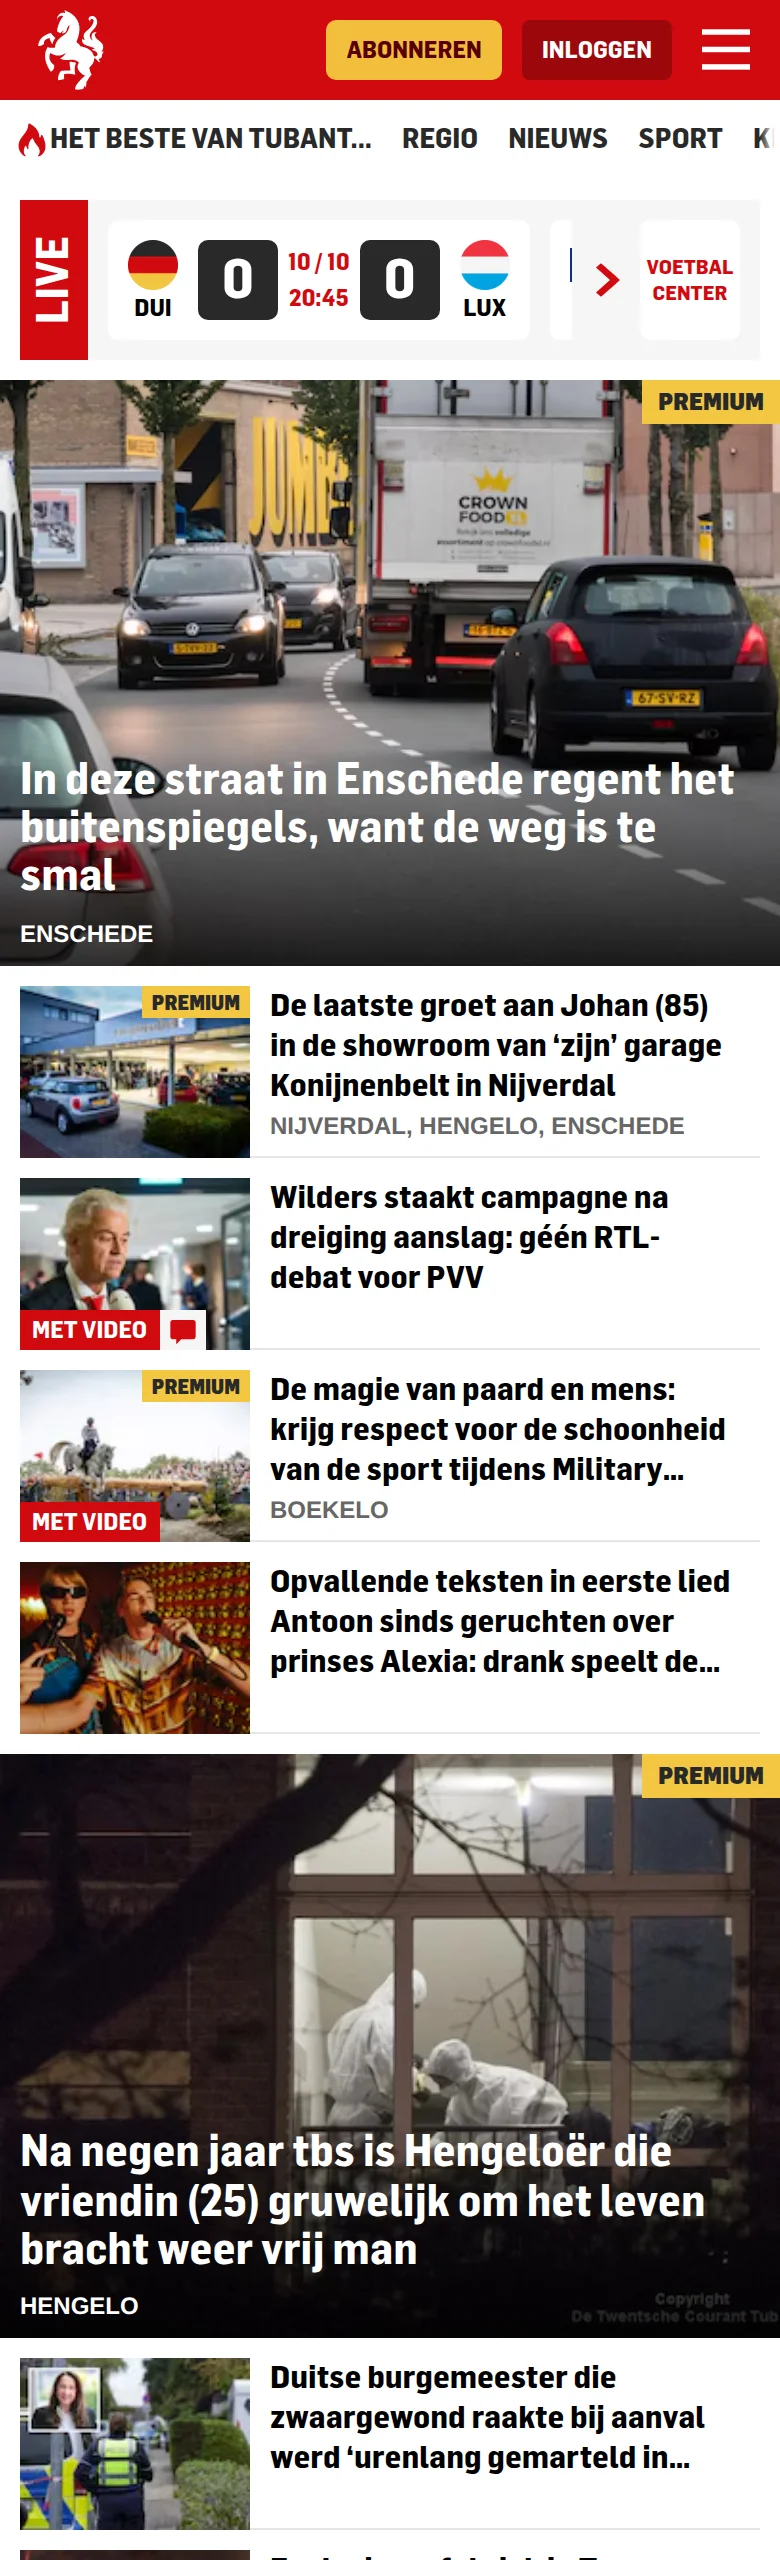 ABONNEREN
INLOGGEN
HET BESTE VAN TUBANT...
REGIO
NIEUWS
SPORT
LIVE
DUI
0
10 / 10
20:45
0
LUX
VOETBAL
CENTER
PREMIUM
JUMB
CROWN
FOOD
67-SV-RZ
In deze straat in Enschede regent het
buitenspiegels, want de weg is te
smal
ENSCHEDE
PREMIUM
De laatste groet aan Johan (85)
in de showroom van ‘zijn’ garage
Konijnenbelt in Nijverdal
NIJVERDAL, HENGELO, ENSCHEDE
Wilders staakt campagne na
dreiging aanslag: géén RTL-
debat voor PVV
MET VIDEO
PREMIUM
De magie van paard en mens:
krijg respect voor de schoonheid
van de sport tijdens Military...
BOEKELO
MET VIDEO
Opvallende teksten in eerste lied
Antoon sinds geruchten over
prinses Alexia: drank speelt de...
PREMIUM
Na negen jaar tbs is Hengeloër die
vriendin (25) gruwelijk om het leven
bracht weer vrij man
HENGELO
Copyright
De Twentsche Courant Tub
Duitse burgemeester die
zwaargewond raakte bij aanval
werd ‘urenlang gemarteld in...